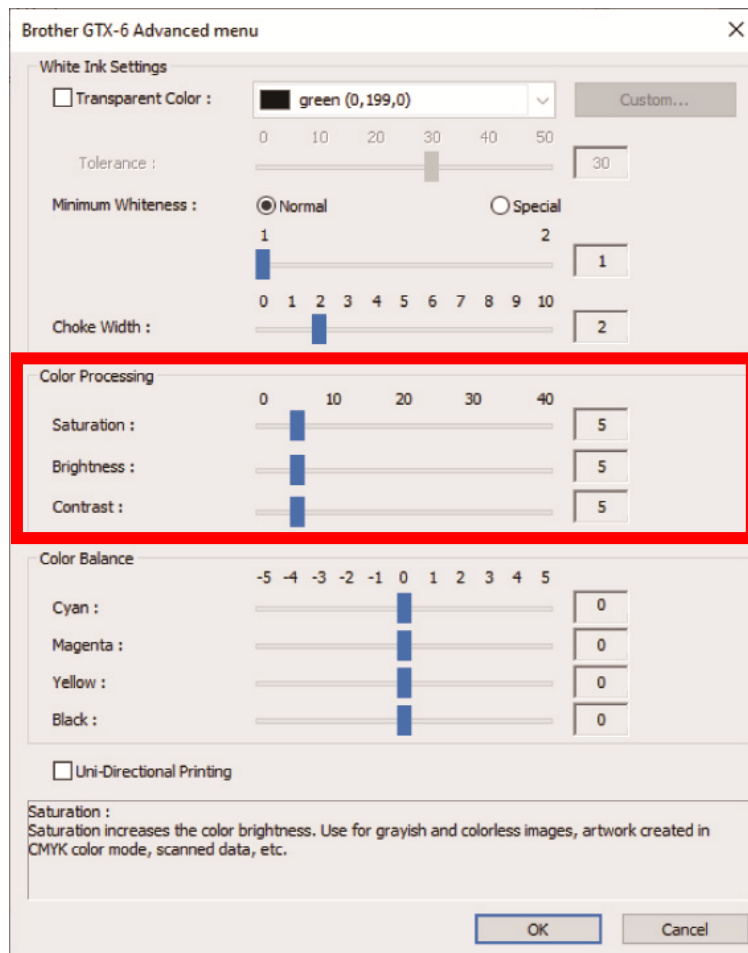 Brother GTX-6 Advanced menu
White Ink Settings
Transparent Color : green (0,199,0) Custom...
0 10 20 30 40 50
Tolerance : 30
Minimum Whiteness : Normal Special
1 2
1
0 1 2 3 4 5 6 7 8 9 10
Choke Width : 2
Color Processing
0 10 20 30 40
Saturation : 5
Brightness : 5
Contrast : 5
Color Balance
-5 -4 -3 -2 -1 0 1 2 3 4 5
Cyan : 0
Magenta : 0
Yellow : 0
Black : 0
Uni-Directional Printing
Saturation :
Saturation increases the color brightness. Use for grayish and colorless images, artwork created in
CMYK color mode, scanned data, etc.
OK Cancel